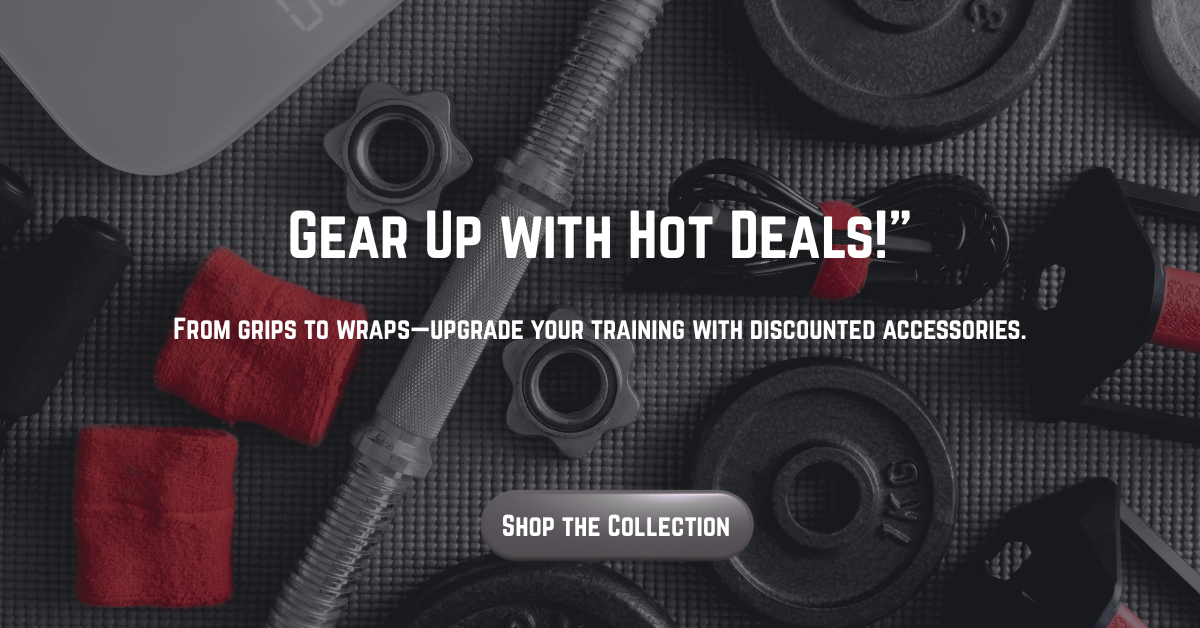 Gear Up with Hot Deals!”
From grips to wraps—upgrade your training with discounted accessories.
Shop the Collection
1KG